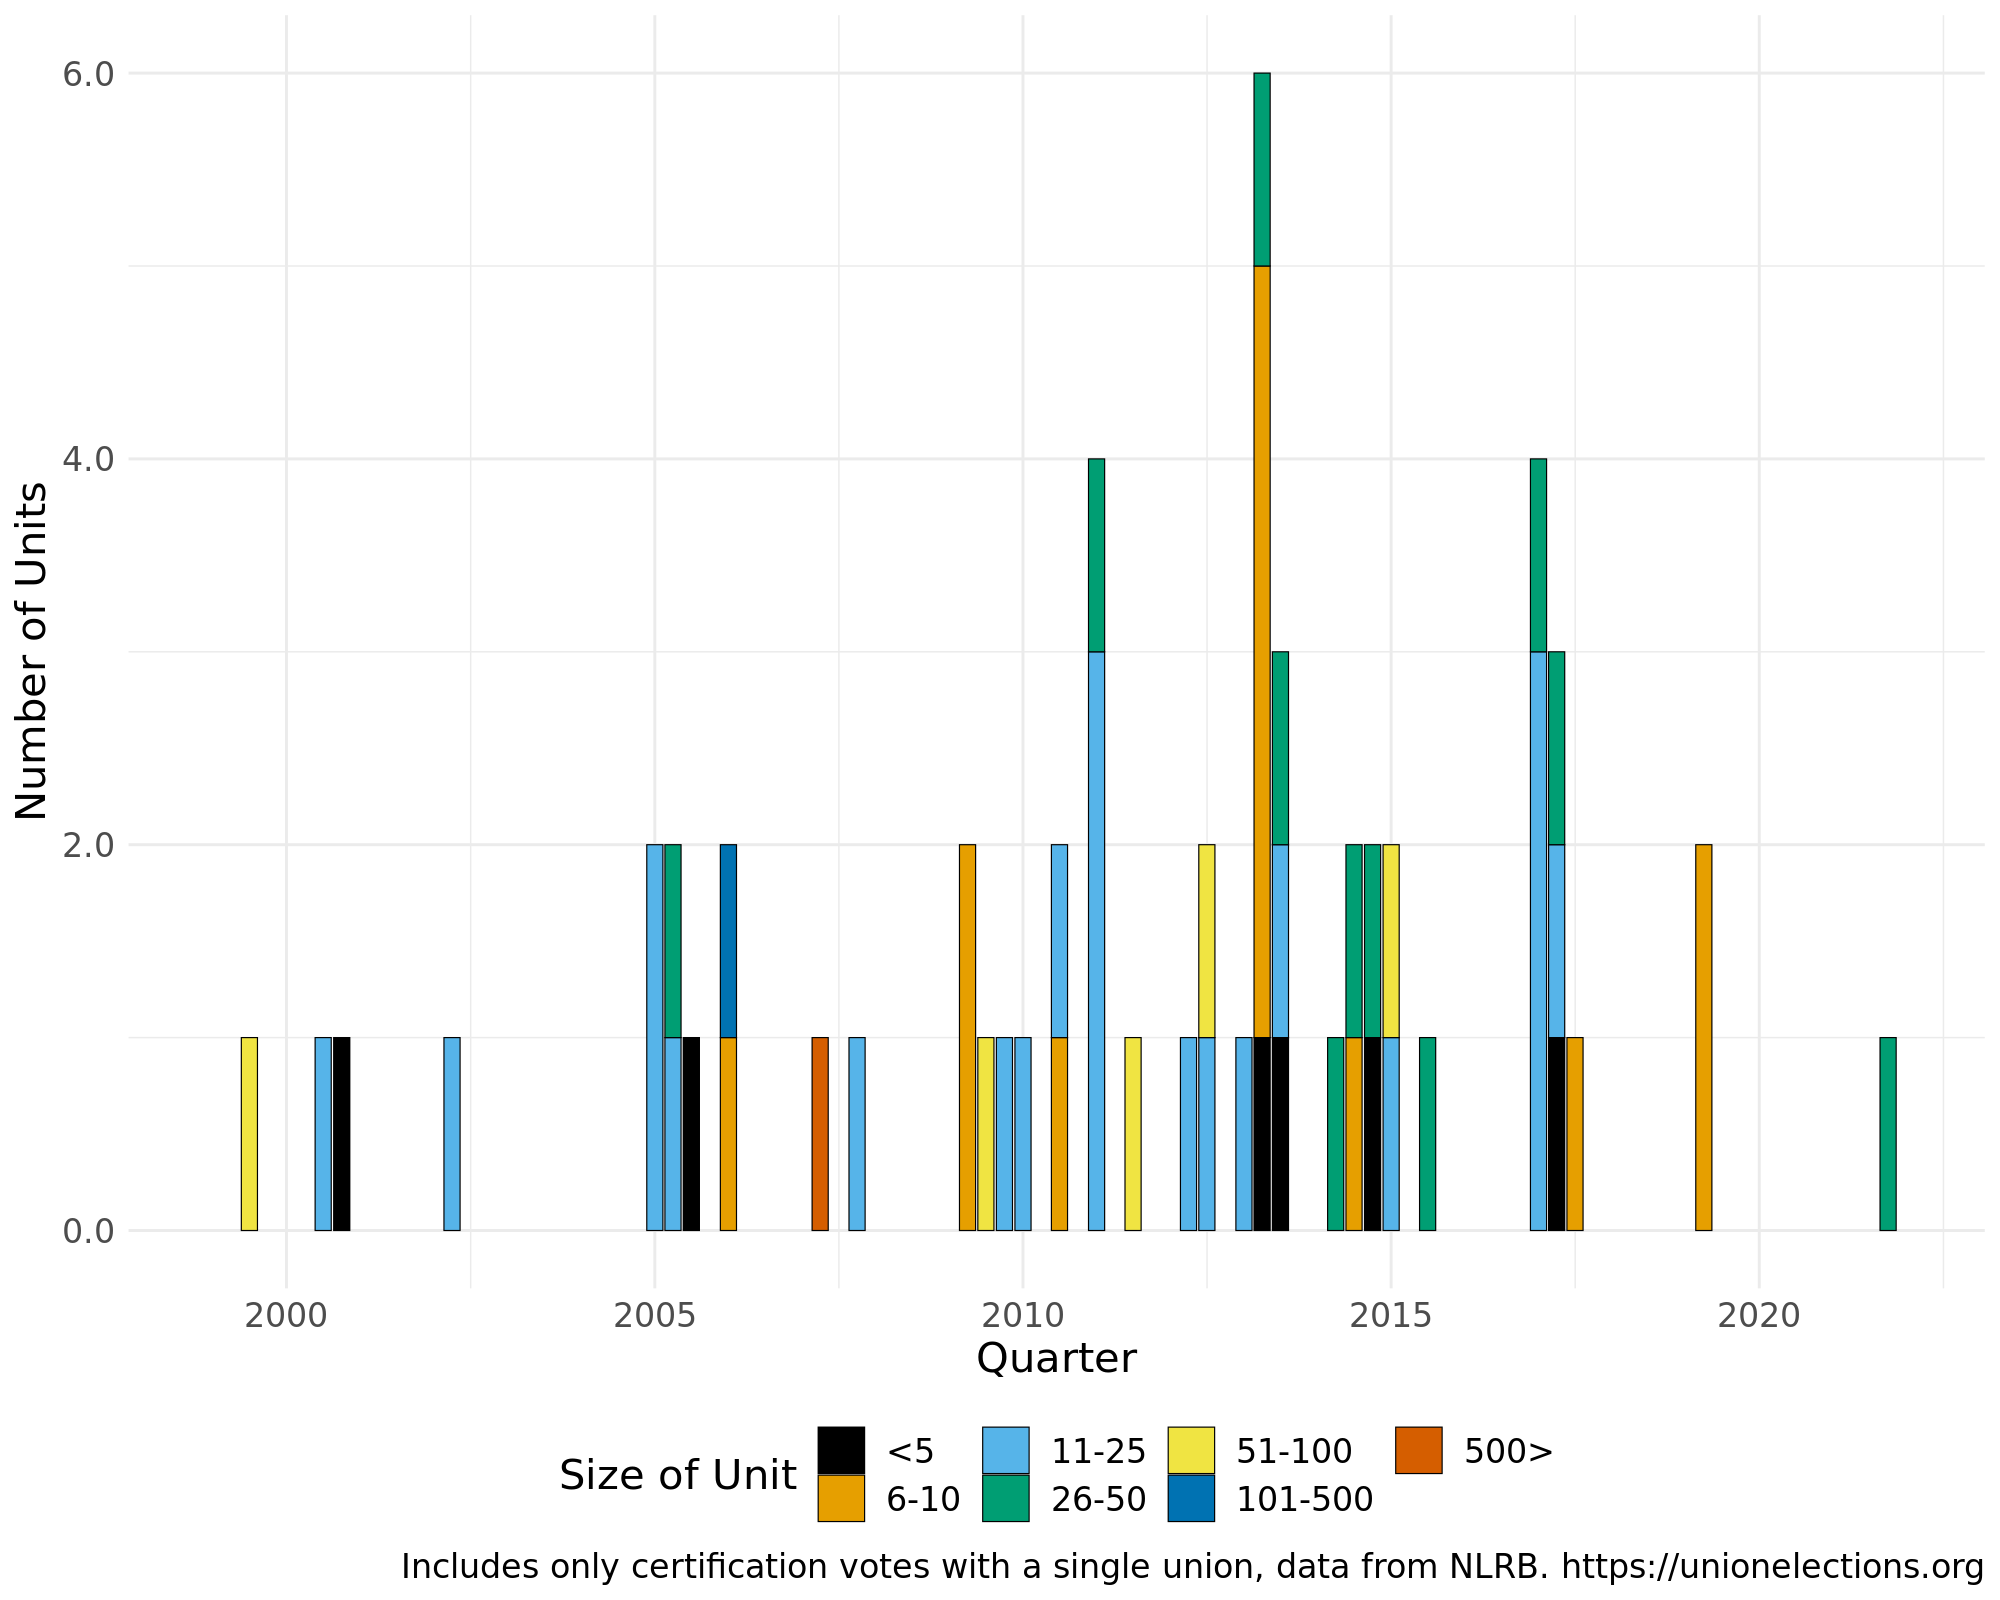 6.0
4.0
2.0
0.0
Number of Units
2000 2005 2010 2015 2020
Quarter
Size of Unit
<5 11-25 51-100 500>
6-10 26-50 101-500
Includes only certification votes with a single union, data from NLRB. https://unionelections.org